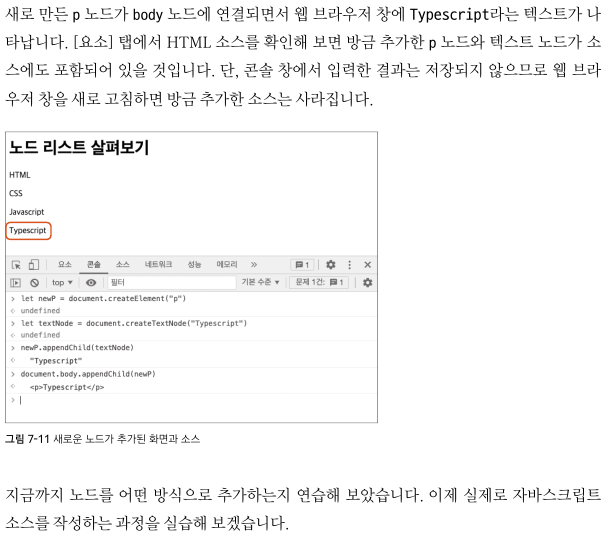 새로 만든 p 노드가 body 노드에 연결되면서 웹 브라우저 창에 Typescript라는 텍스트가 나
타납니다. [요소] 탭에서 HTML 소스를 확인해 보면 방금 추가한 p 노드와 텍스트 노드가 소
스에도 포함되어 있을 것입니다. 단, 콘솔 창에서 입력한 결과는 저장되지 않으므로 웹 브라
우저 창을 새로 고침하면 방금 추가한 소스는 사라집니다.
노드 리스트 살펴보기
HTML
CSS
Javascript
Typescript
요소 콘솔 소스 네트워크 성능 메모리 » 1
top ▼ 필터 기본 수준 ▼ 문제 1건: 1
> let newP = document.createElement("p")
< undefined
> let textNode = document.createTextNode("Typescript")
< undefined
> newP.appendChild(textNode)
< "Typescript"
> document.body.appendChild(newP)
< <p>Typescript</p>
>
그림 7-11 새로운 노드가 추가된 화면과 소스
지금까지 노드를 어떤 방식으로 추가하는지 연습해 보았습니다. 이제 실제로 자바스크립트
소스를 작성하는 과정을 실습해 보겠습니다.